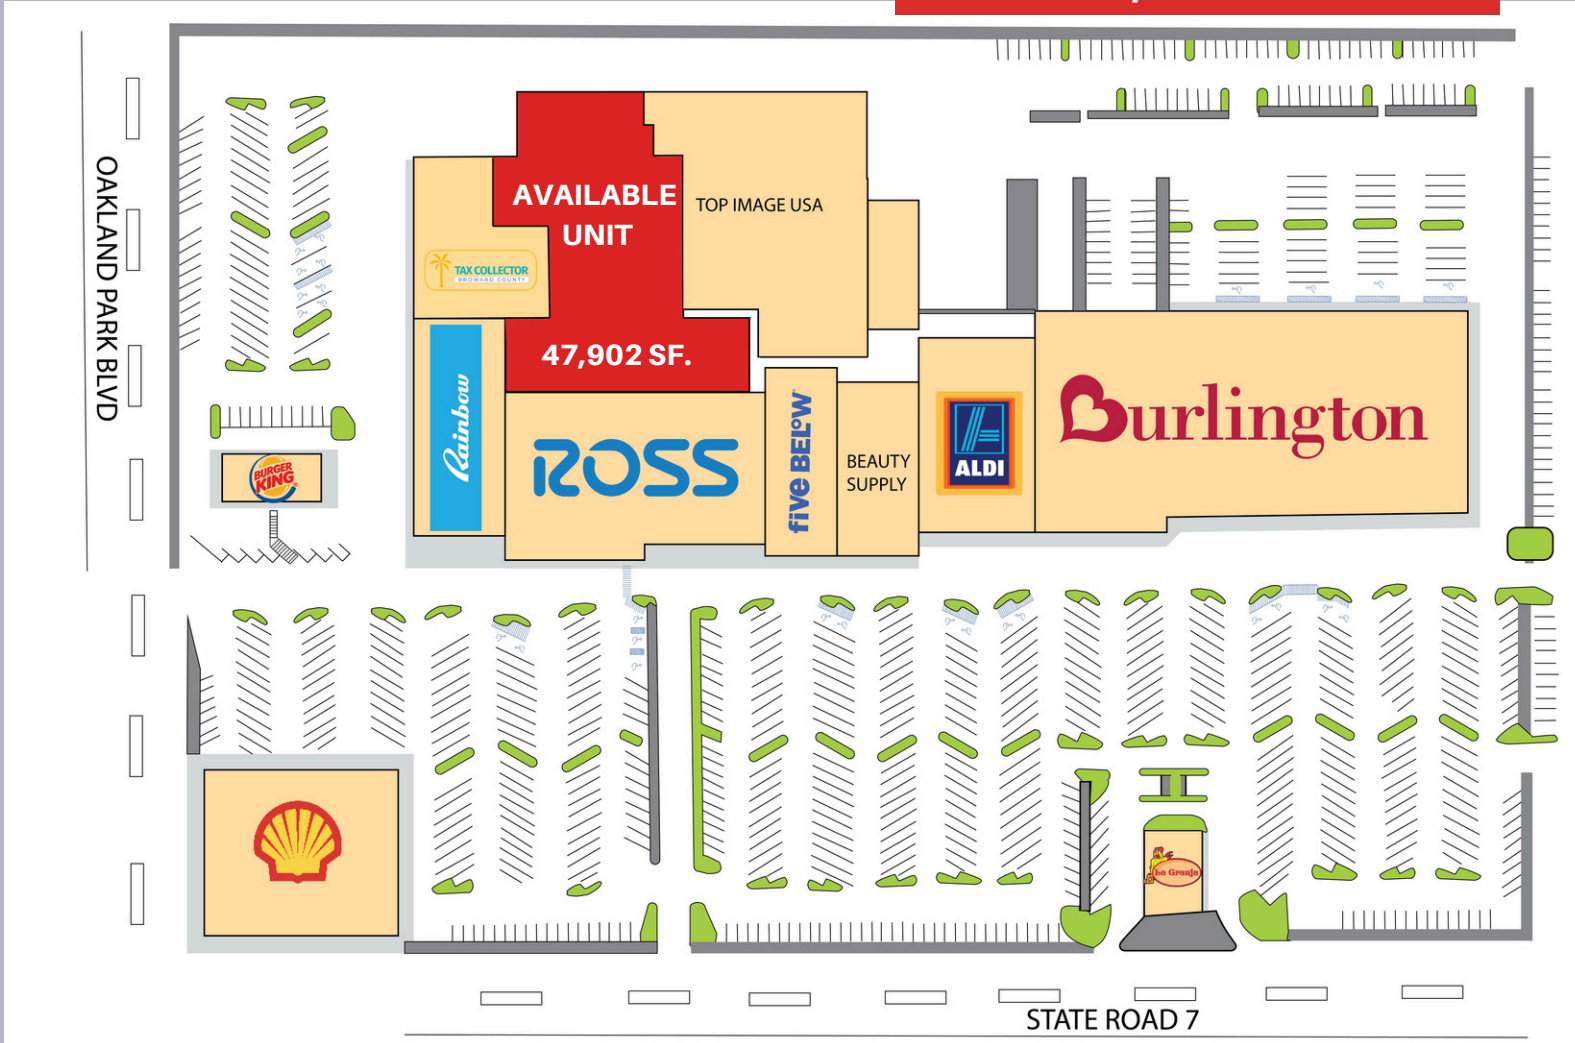 OAKLAND PARK BLVD
AVAILABLE
UNIT
TOP IMAGE USA
TAX COLLECTOR
BROWARD COUNTY
47,902 SF.
Rainbow
ROSS
five BELOW
BEAUTY
SUPPLY
ALDI
Burlington
BURGER
KING
La Granja
STATE ROAD 7